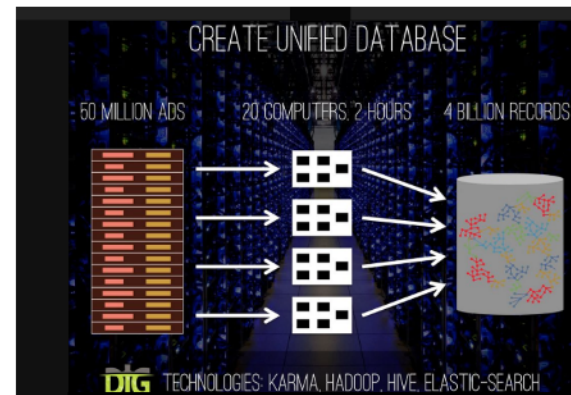 CREATE UNIFIED DATABASE
50 MILLION ADS
20 COMPUTERS, 2 HOURS
4 BILLION RECORDS
DIG TECHNOLOGIES: KARMA, HADOOP, HIVE, ELASTIC-SEARCH